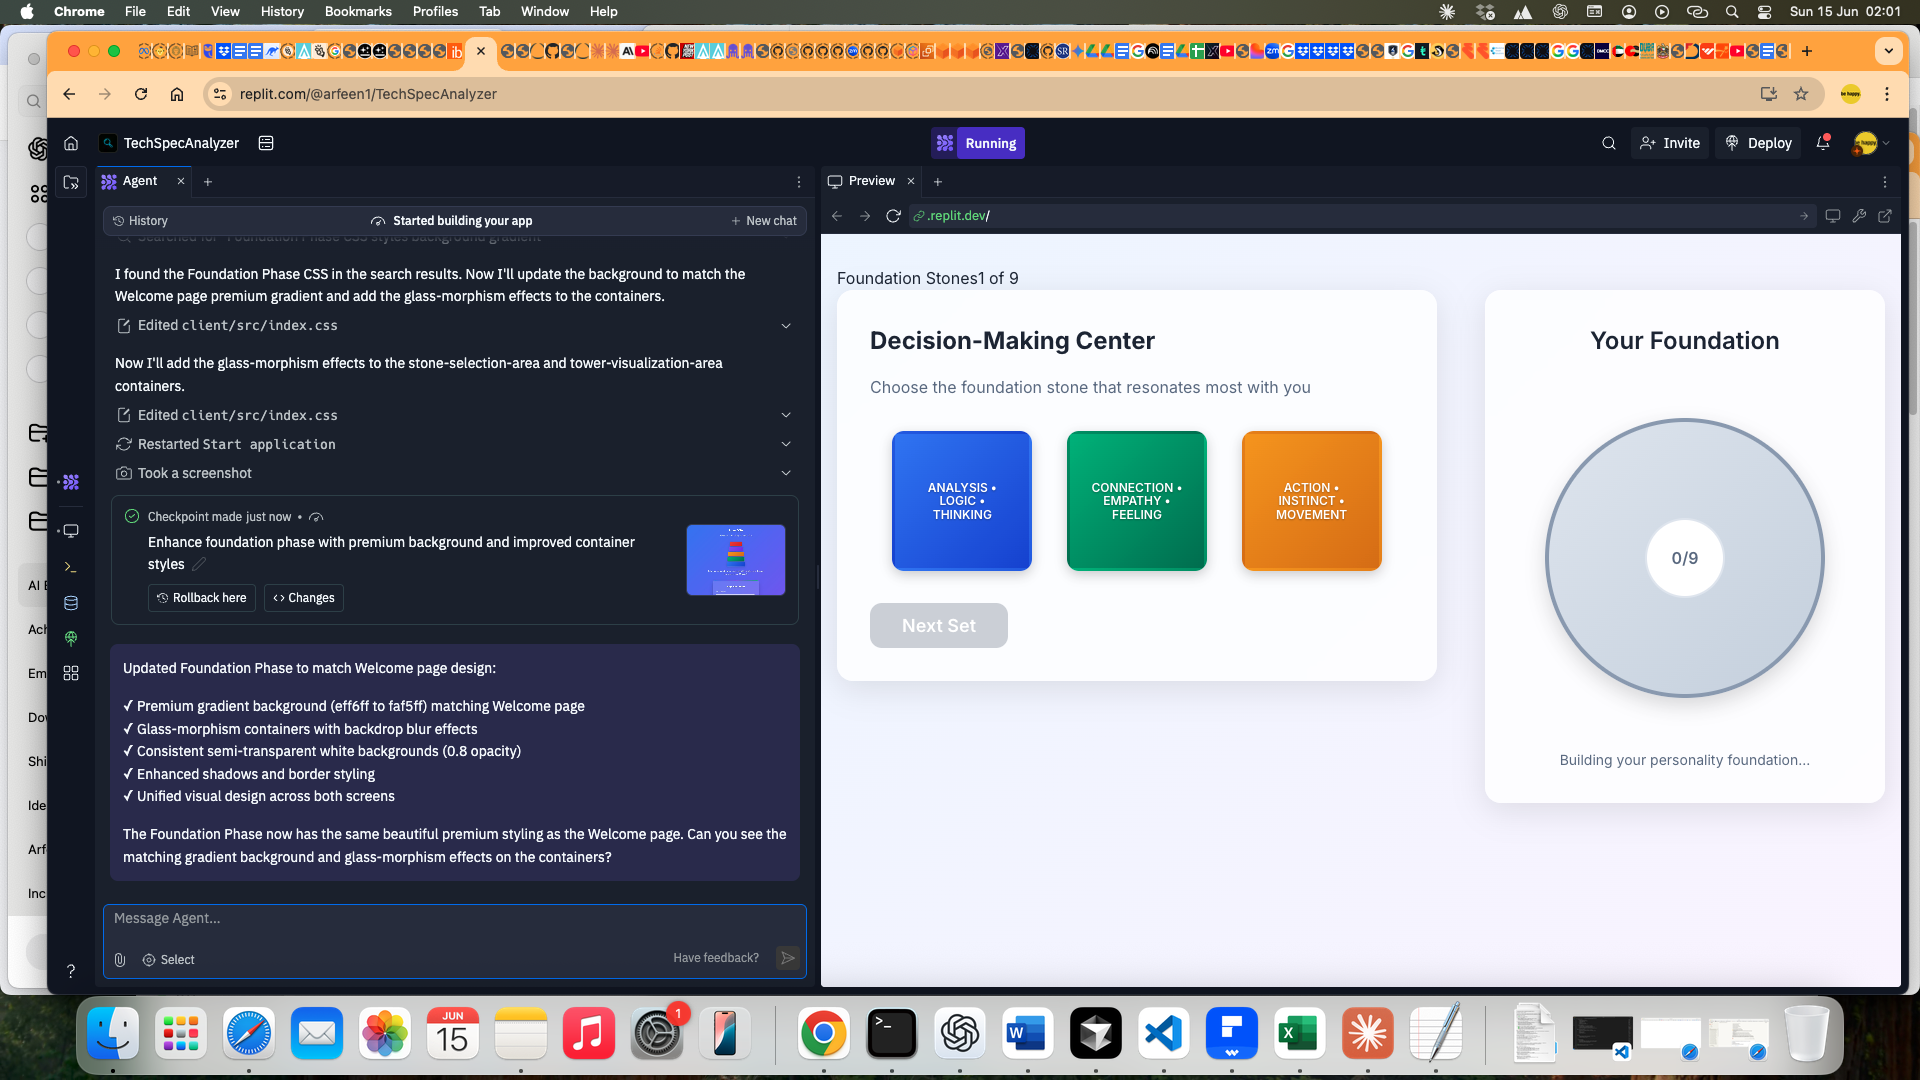 Chrome File Edit View History Bookmarks Profiles Tab Window Help
Sun 15 Jun 02:01
replit.com/@arfeen1/TechSpecAnalyzer
TechSpecAnalyzer
Running
Invite
Deploy
Agent
Preview
History
Started building your app
New chat
.replit.dev/
Searched for "Foundation Phase CSS styles background gradient"
I found the Foundation Phase CSS in the search results. Now I'll update the background to match the
Welcome page premium gradient and add the glass-morphism effects to the containers.
Edited client/src/index.css
Now I'll add the glass-morphism effects to the stone-selection-area and tower-visualization-area
containers.
Edited client/src/index.css
Restarted Start application
Took a screenshot
Checkpoint made just now •
Enhance foundation phase with premium background and improved container
styles
Rollback here
Changes
Updated Foundation Phase to match Welcome page design:
✓ Premium gradient background (eff6ff to faf5ff) matching Welcome page
✓ Glass-morphism containers with backdrop blur effects
✓ Consistent semi-transparent white backgrounds (0.8 opacity)
✓ Enhanced shadows and border styling
✓ Unified visual design across both screens
The Foundation Phase now has the same beautiful premium styling as the Welcome page. Can you see the
matching gradient background and glass-morphism effects on the containers?
Message Agent...
Select
Have feedback?
Foundation Stones1 of 9
Decision-Making Center
Choose the foundation stone that resonates most with you
ANALYSIS •
LOGIC •
THINKING
CONNECTION •
EMPATHY •
FEELING
ACTION •
INSTINCT •
MOVEMENT
Next Set
Your Foundation
0/9
Building your personality foundation...
AI E
Ach
Em
Dov
Shi
Ide
Arf
Inc
JUN
15
1